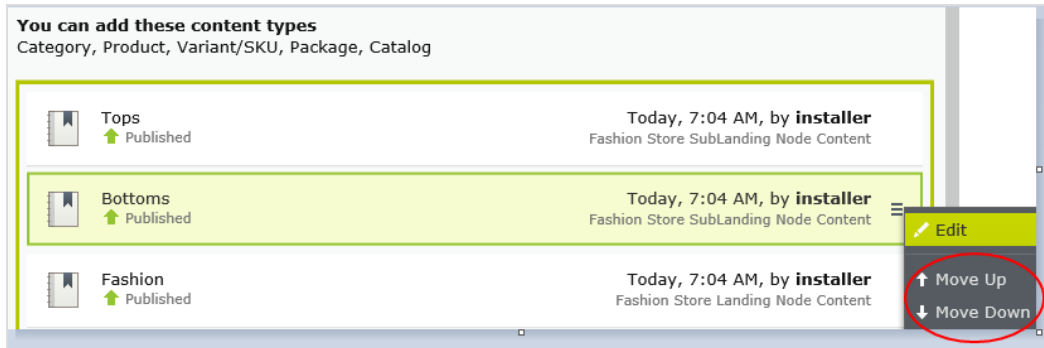 You can add these content types
Category, Product, Variant/SKU, Package, Catalog
Tops
Published
Today, 7:04 AM, by installer
Fashion Store SubLanding Node Content
Bottoms
Published
Today, 7:04 AM, by installer
Fashion Store SubLanding Node Content
Edit
Move Up
Move Down
Fashion
Published
Today, 7:04 AM, by installer
Fashion Store Landing Node Content